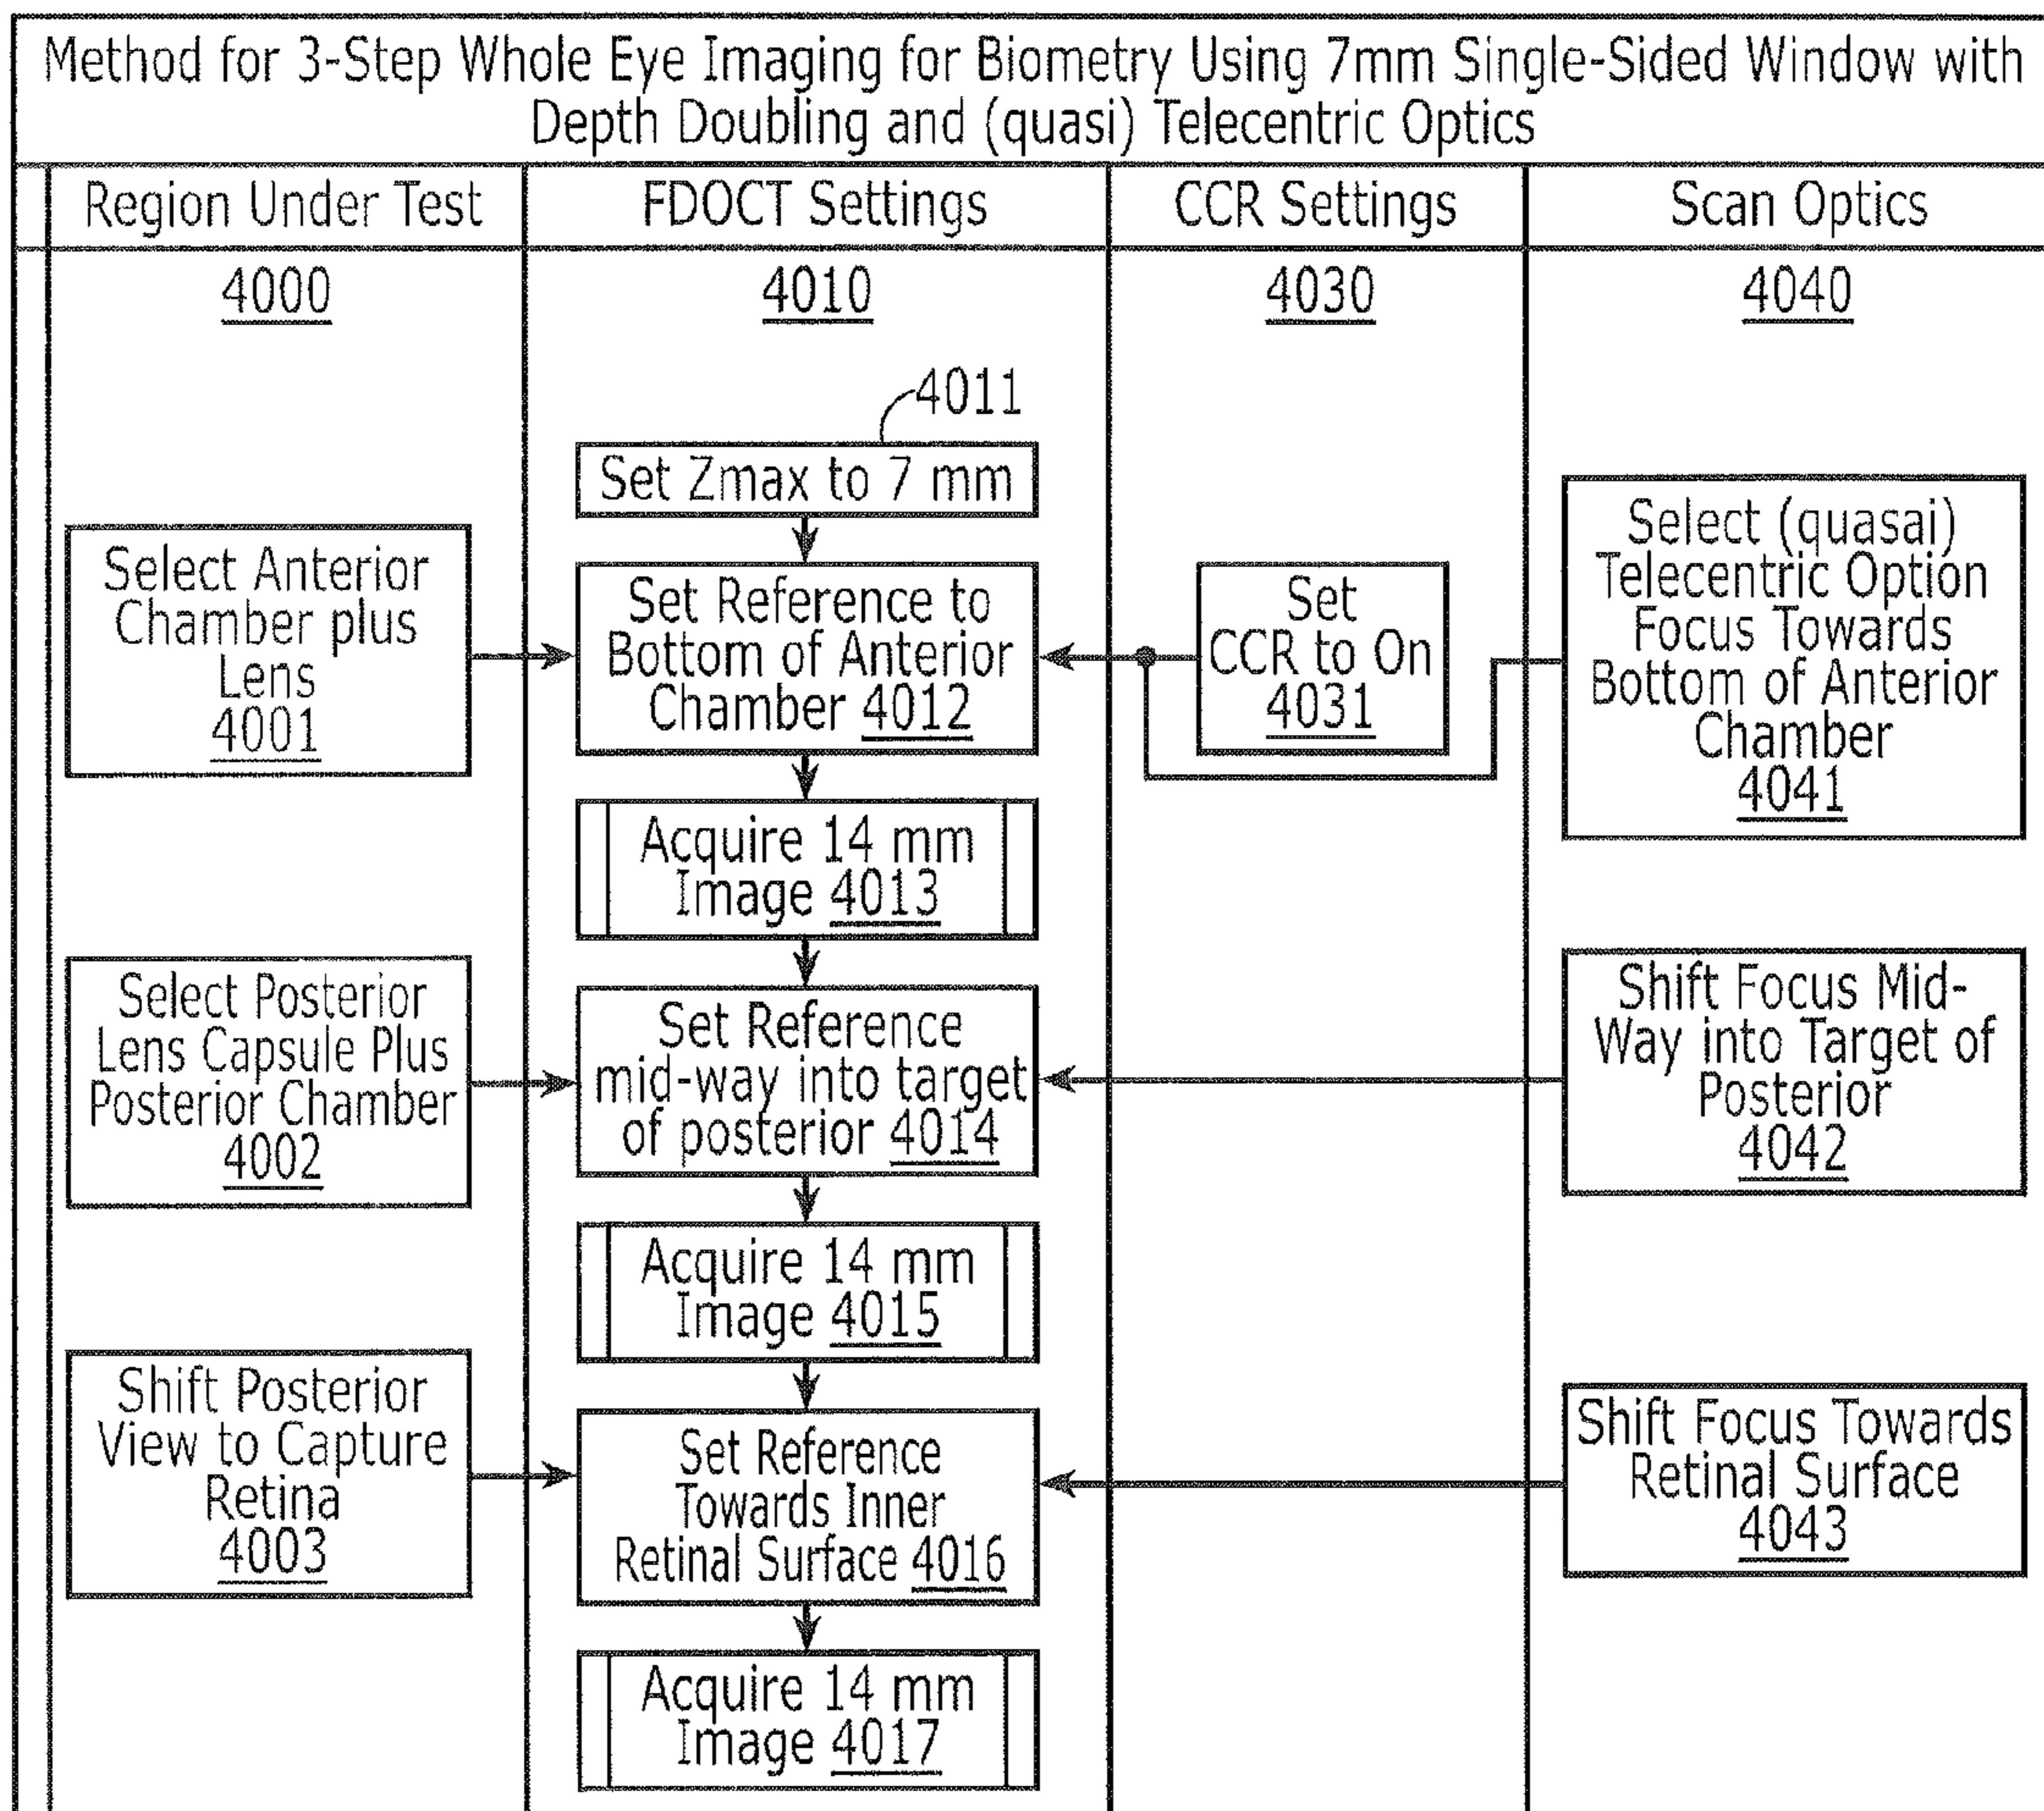 Method for 3-Step Whole Eye Imaging for Biometry Using 7mm Single-Sided Window with
Depth Doubling and (quasi) Telecentric Optics
Region Under Test
FDOCT Settings
CCR Settings
Scan Optics
4000
4010
4030
4040
4011
Set Zmax to 7 mm
Select Anterior
Chamber plus
Lens
4001
Set Reference to
Bottom of Anterior
Chamber 4012
Set
CCR to On
4031
Select (quasai)
Telecentric Option
Focus Towards
Bottom of Anterior
Chamber
4041
Acquire 14 mm
Image 4013
Select Posterior
Lens Capsule Plus
Posterior Chamber
4002
Set Reference
mid-way into target
of posterior 4014
Shift Focus Mid-
Way into Target of
Posterior
4042
Acquire 14 mm
Image 4015
Shift Posterior
View to Capture
Retina
4003
Set Reference
Towards Inner
Retinal Surface 4016
Shift Focus Towards
Retinal Surface
4043
Acquire 14 mm
Image 4017